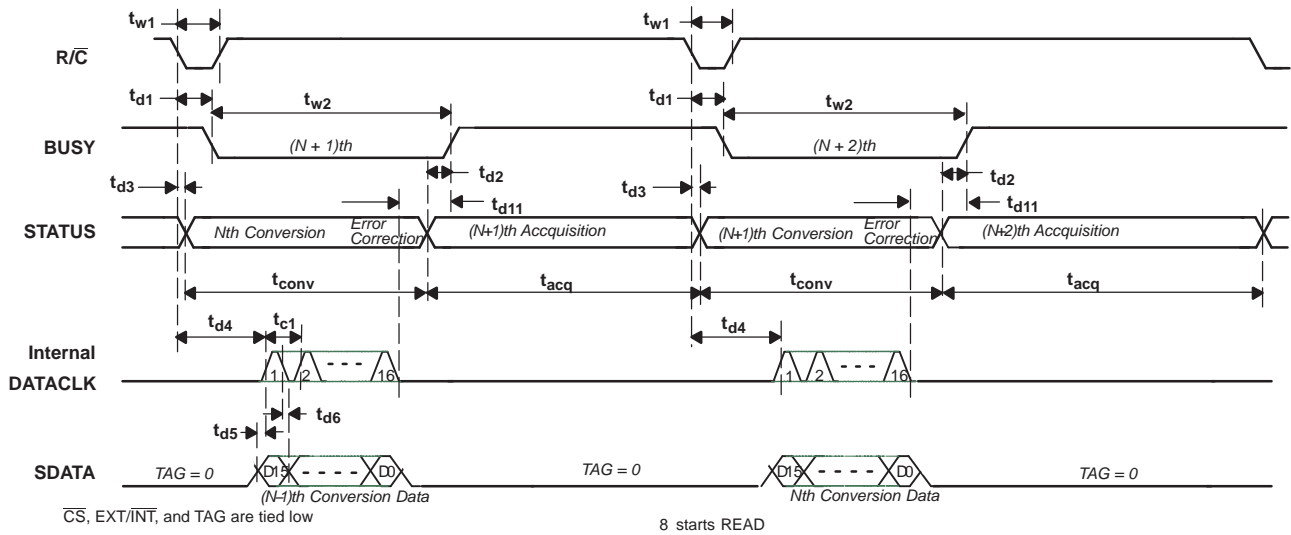 tw1 tw1
R/C̅
td1 tw2 td1 tw2
BUSY (N + 1)th (N + 2)th
td3 td2 td3 td2
td11 td11
STATUS Nth Conversion Error Correction (N+1)th Accquisition (N+1)th Conversion Error Correction (N+2)th Accquisition
tconv tacq tconv tacq
td4 tc1 td4
Internal
DATACLK 1 2 - - - 16 1 2 - - - 16
td5 td6
SDATA TAG = 0 D15 - - - - D0 TAG = 0 D15 - - - - D0 TAG = 0
(N–1)th Conversion Data Nth Conversion Data
C̅S̅, EXT/I̅N̅T̅, and TAG are tied low
8 starts READ